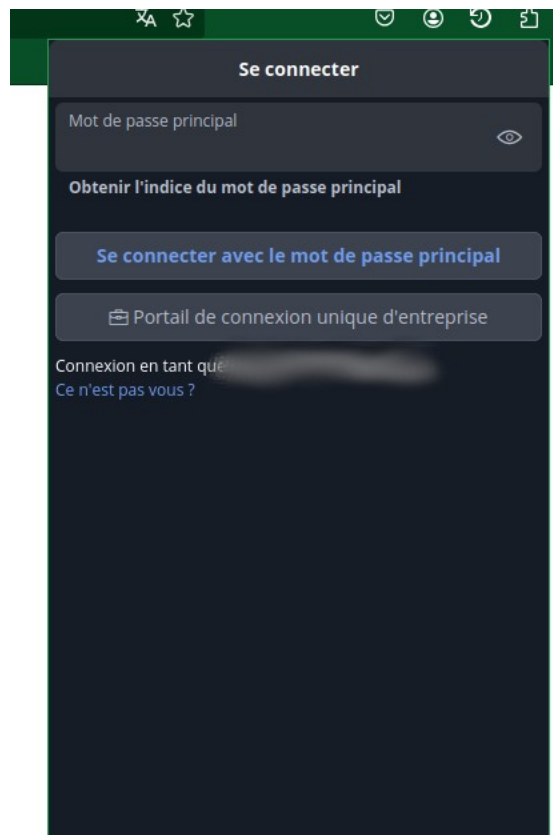 Se connecter
Mot de passe principal
Obtenir l'indice du mot de passe principal
Se connecter avec le mot de passe principal
Portail de connexion unique d'entreprise
Connexion en tant que
Ce n'est pas vous ?